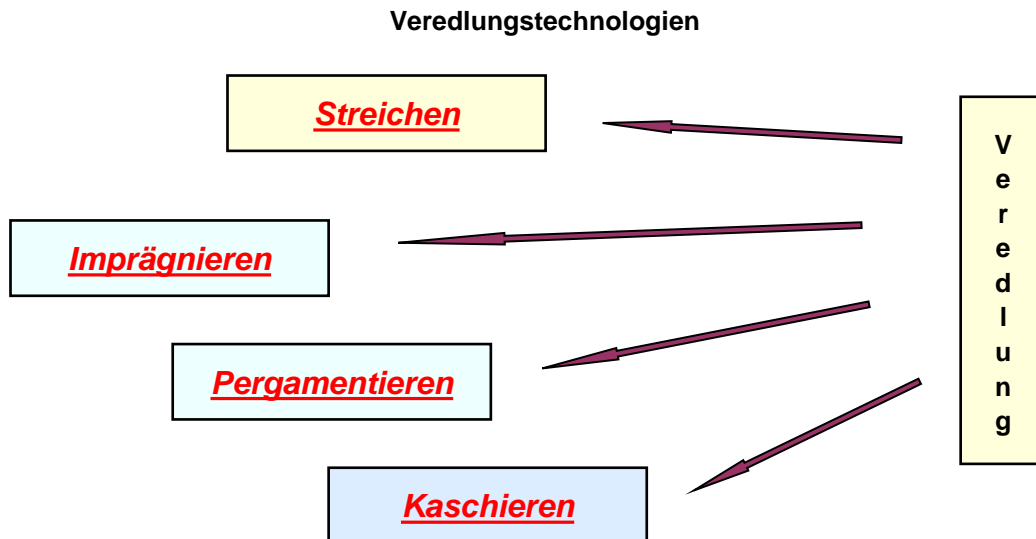 Veredlungstechnologien
Streichen
Imprägnieren
Pergamentieren
Kaschieren
V
e
r
e
d
l
u
n
g